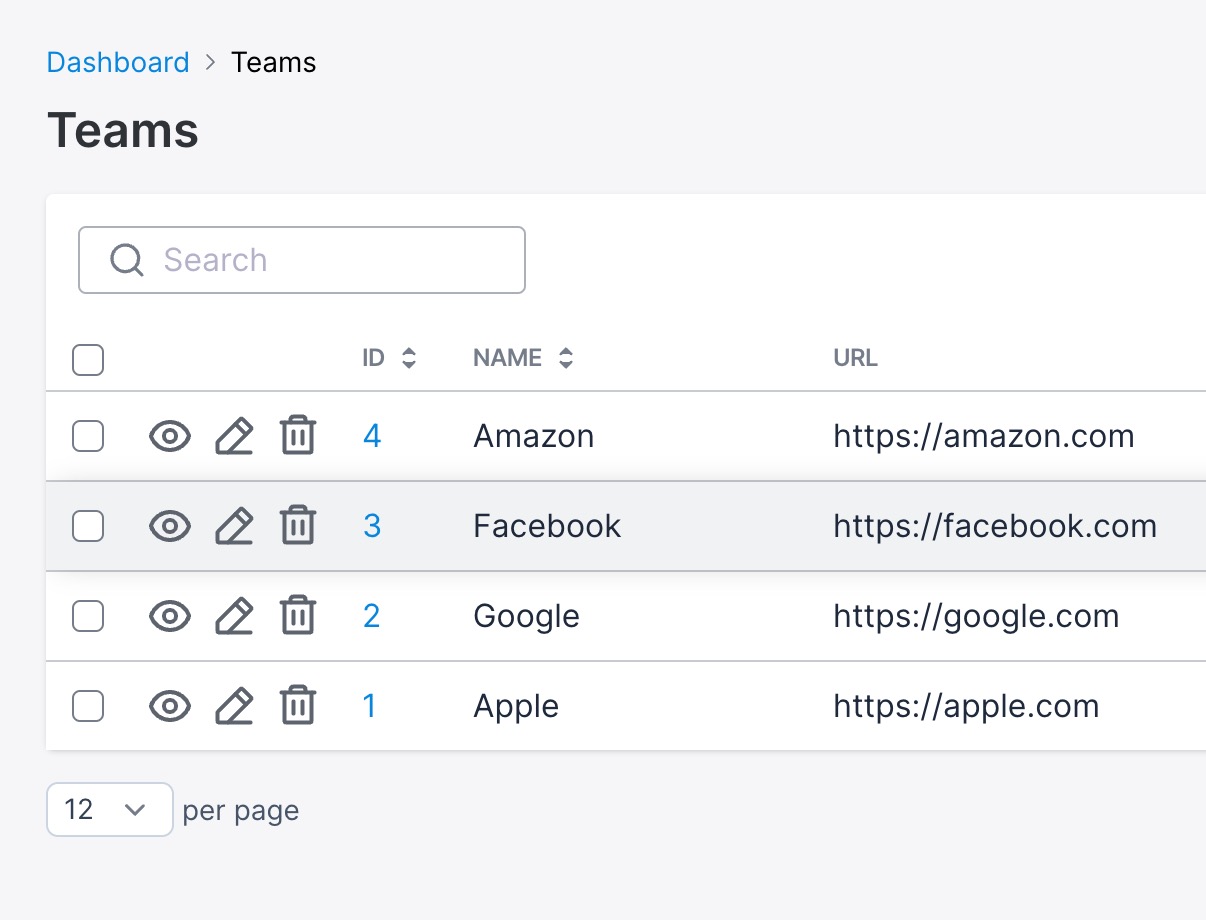 Dashboard > Teams
Teams
Search
ID NAME URL
4 Amazon https://amazon.com
3 Facebook https://facebook.com
2 Google https://google.com
1 Apple https://apple.com
12 per page